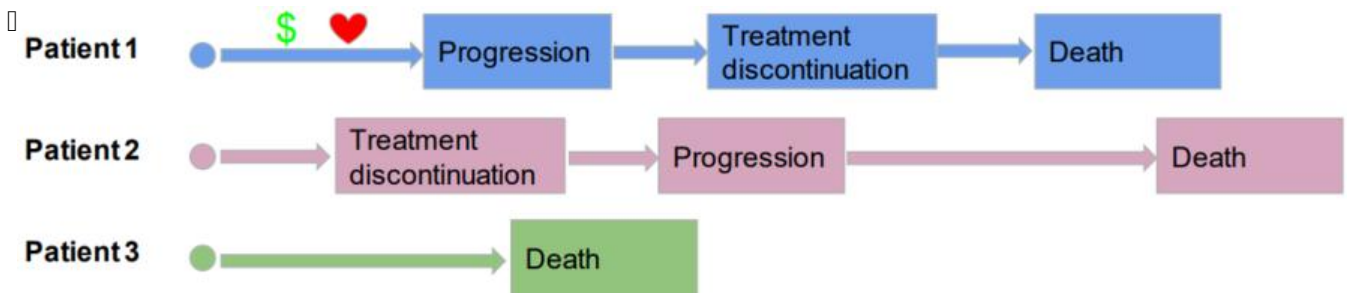 $
Patient 1
Progression
Treatment
discontinuation
Death
Patient 2
Treatment
discontinuation
Progression
Death
Patient 3
Death